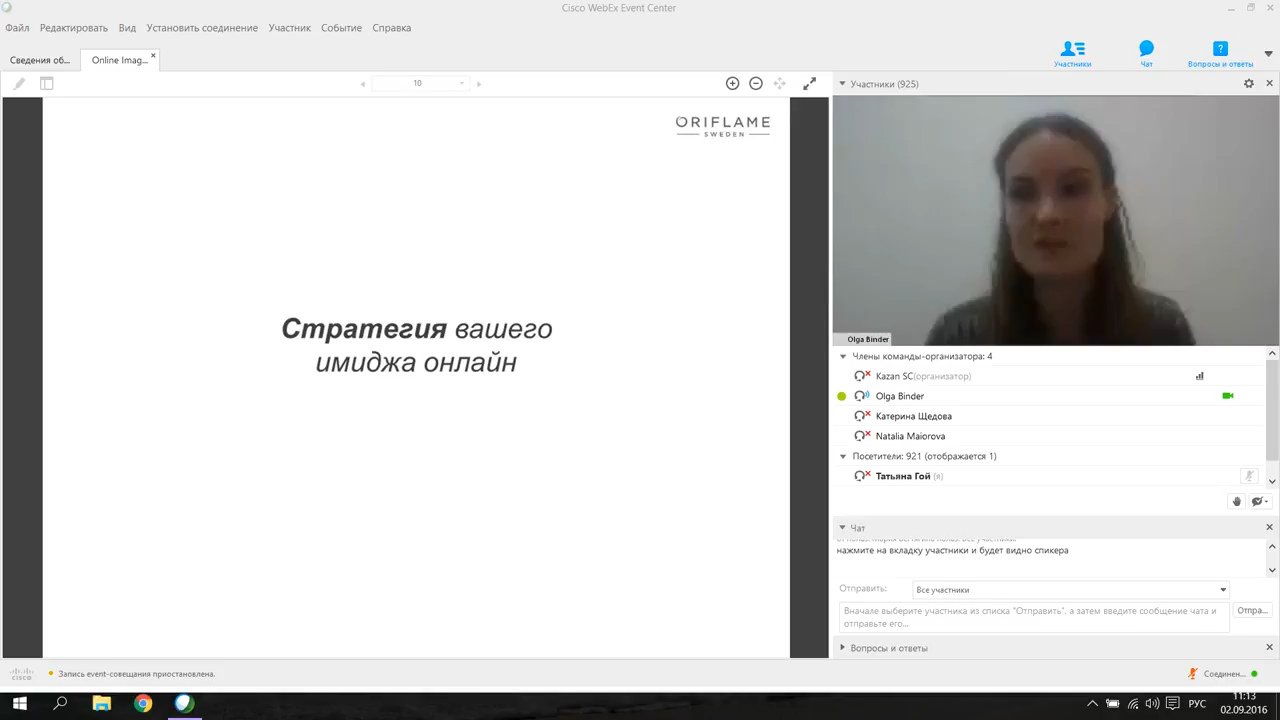 Cisco WebEx Event Center
Файл Редактировать Вид Установить соединение Участник Событие Справка
Сведения об... Online Imag...
Участники Чат Вопросы и ответы
10
Участники (925)
ORIFLAME
SWEDEN
Стратегия вашего
имиджа онлайн
Olga Binder
Члены команды-организатора: 4
Kazan SC(организатор)
Olga Binder
Катерина Щедова
Natalia Maiorova
Посетители: 921 (отображается 1)
Татьяна Гой (я)
Чат
нажмите на вкладку участники и будет видно спикера
Отправить: Все участники
Вначале выберите участника из списка "Отправить", а затем введите сообщение чата и
отправьте его...
Отпра...
Вопросы и ответы
cisco
Запись event-совещания приостановлена.
Соединен...
РУС
11:13
02.09.2016